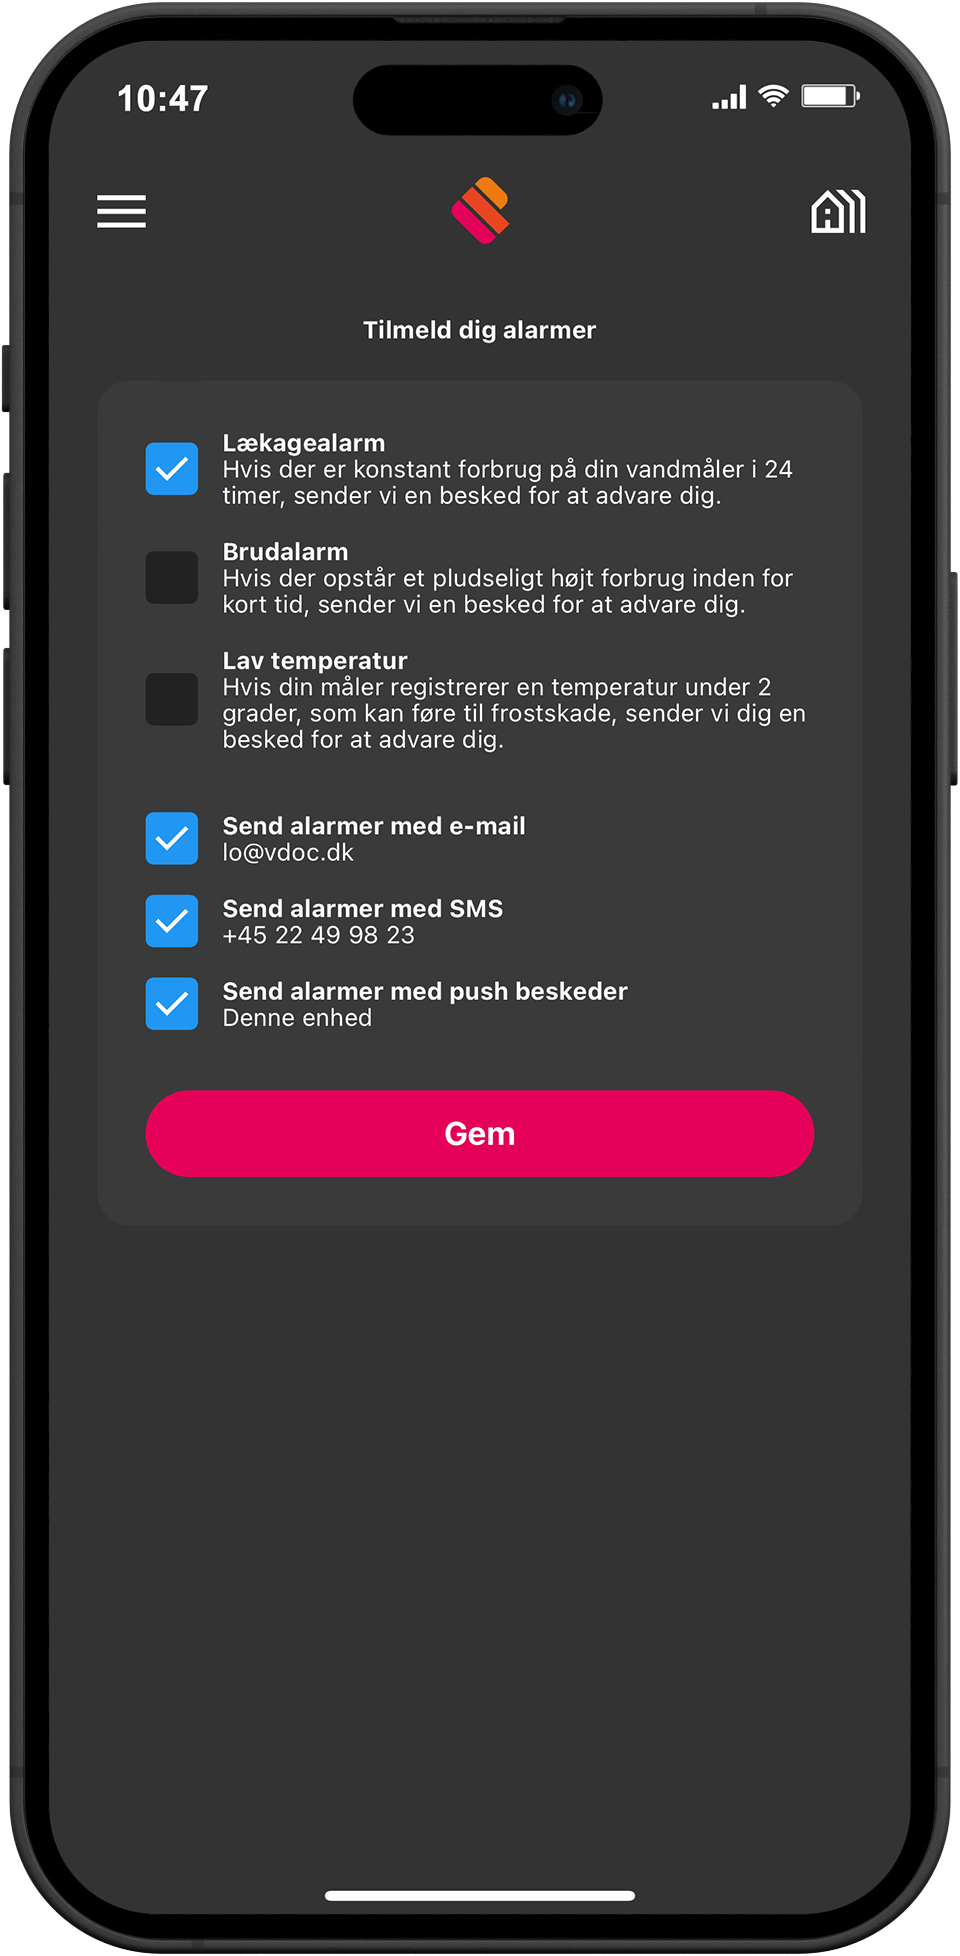 10:47
Tilmeld dig alarmer
Lækagealarm
Hvis der er konstant forbrug på din vandmåler i 24
timer, sender vi en besked for at advare dig.
Brudalarm
Hvis der opstår et pludseligt højt forbrug inden for
kort tid, sender vi en besked for at advare dig.
Lav temperatur
Hvis din måler registrerer en temperatur under 2
grader, som kan føre til frostskade, sender vi dig en
besked for at advare dig.
Send alarmer med e-mail
lo@vdoc.dk
Send alarmer med SMS
+45 22 49 98 23
Send alarmer med push beskeder
Denne enhed
Gem